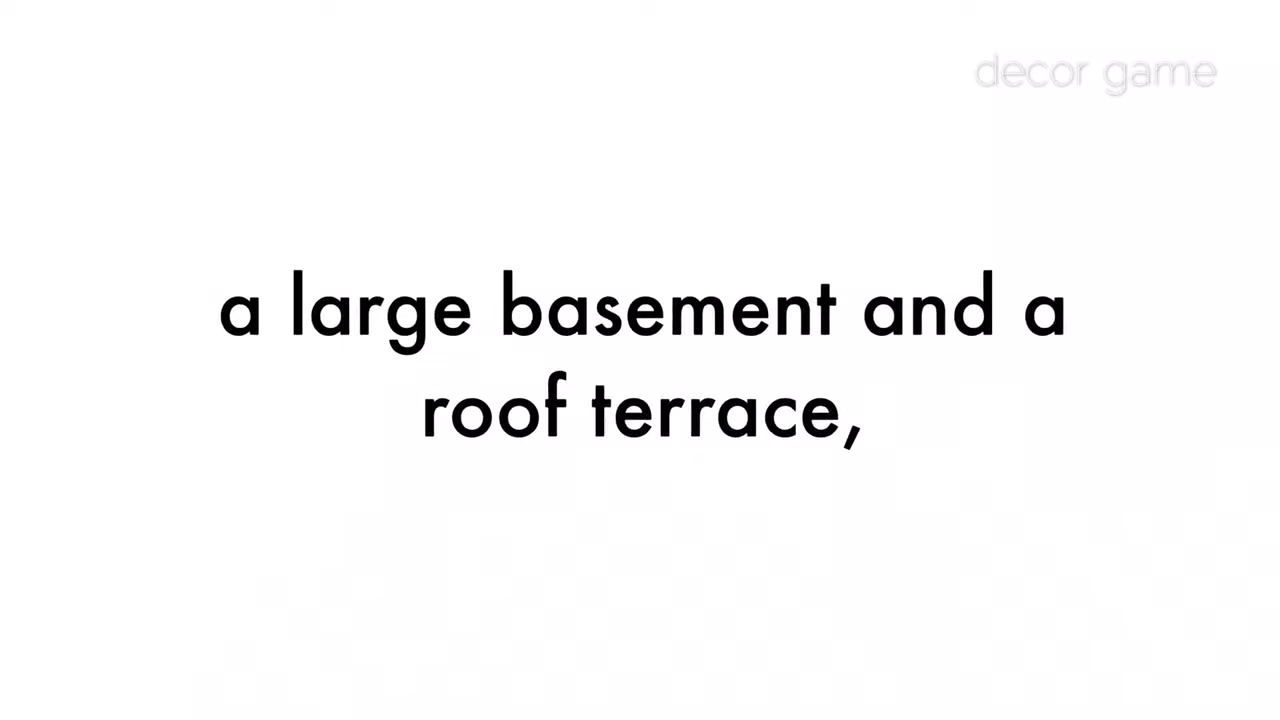 decor game
a large basement and a
roof terrace,